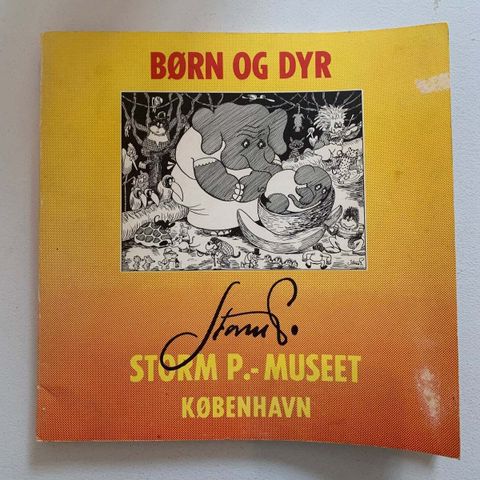 BØRN OG DYR
Storm P.
STORM P.- MUSEET
KØBENHAVN